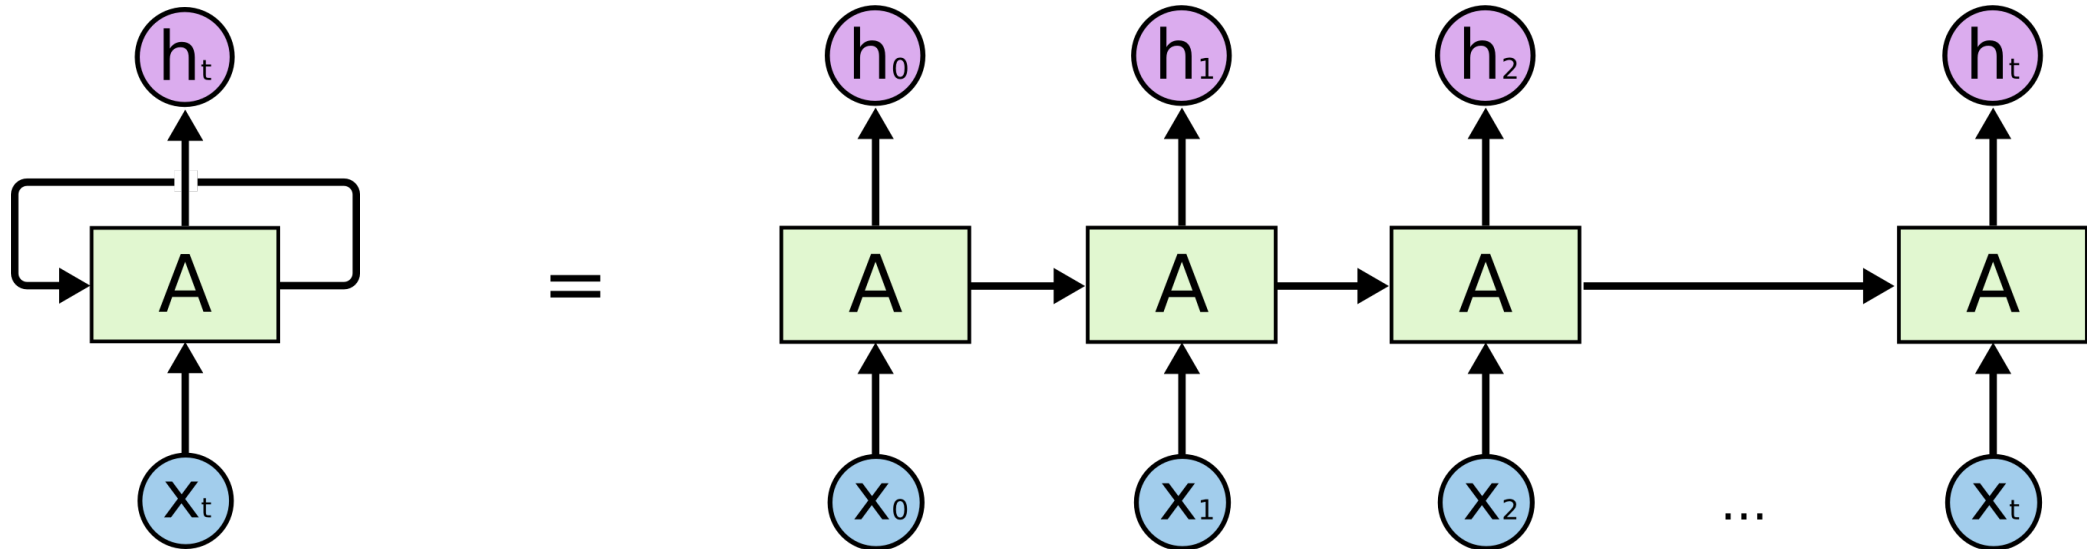 hₜ h₀ h₁ h₂ hₜ
A = A A A A
xₜ x₀ x₁ x₂ ... xₜ